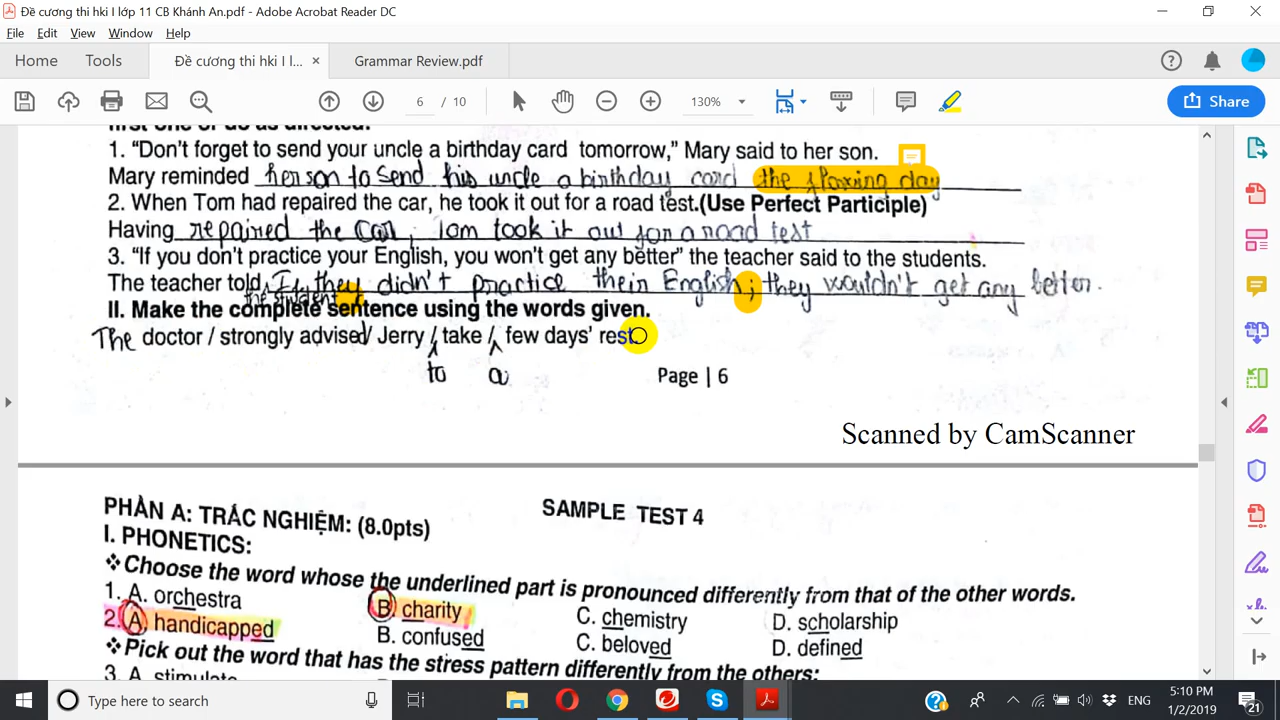 Đề cương thi hki I lớp 11 CB Khánh An.pdf - Adobe Acrobat Reader DC
File Edit View Window Help
Home Tools Đề cương thi hki I l... × Grammar Review.pdf
6 / 10 130% Share
first one or do as directed.
1. “Don’t forget to send your uncle a birthday card tomorrow,” Mary said to her son.
Mary reminded her son to send his uncle a birthday card the flowing day
2. When Tom had repaired the car, he took it out for a road test.(Use Perfect Participle)
Having repaired the car, Tom took it out for a road test
3. “If you don’t practice your English, you won’t get any better” the teacher said to the students.
The teacher told If they didn't practice their English, they wouldn't get any better.
the student
II. Make the complete sentence using the words given.
The doctor / strongly advised/ Jerry / take / few days’ rest.
to a
Page | 6
Scanned by CamScanner
PHẦN A: TRẮC NGHIỆM: (8.0pts) SAMPLE TEST 4
I. PHONETICS:
❖Choose the word whose the underlined part is pronounced differently from that of the other words.
1. A. orchestra B. charity C. chemistry D. scholarship
2. A. handicapped B. confused C. beloved D. defined
❖Pick out the word that has the stress pattern differently from the others:
3. A. stimulate
Type here to search
ENG 5:10 PM
1/2/2019 21